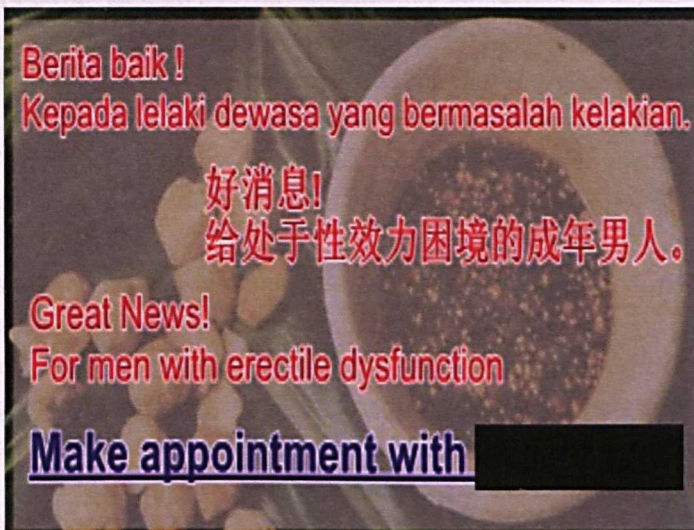 Berita baik !
Kepada lelaki dewasa yang bermasalah kelakian.
好消息!
给处于性效力困境的成年男人。
Great News!
For men with erectile dysfunction
Make appointment with